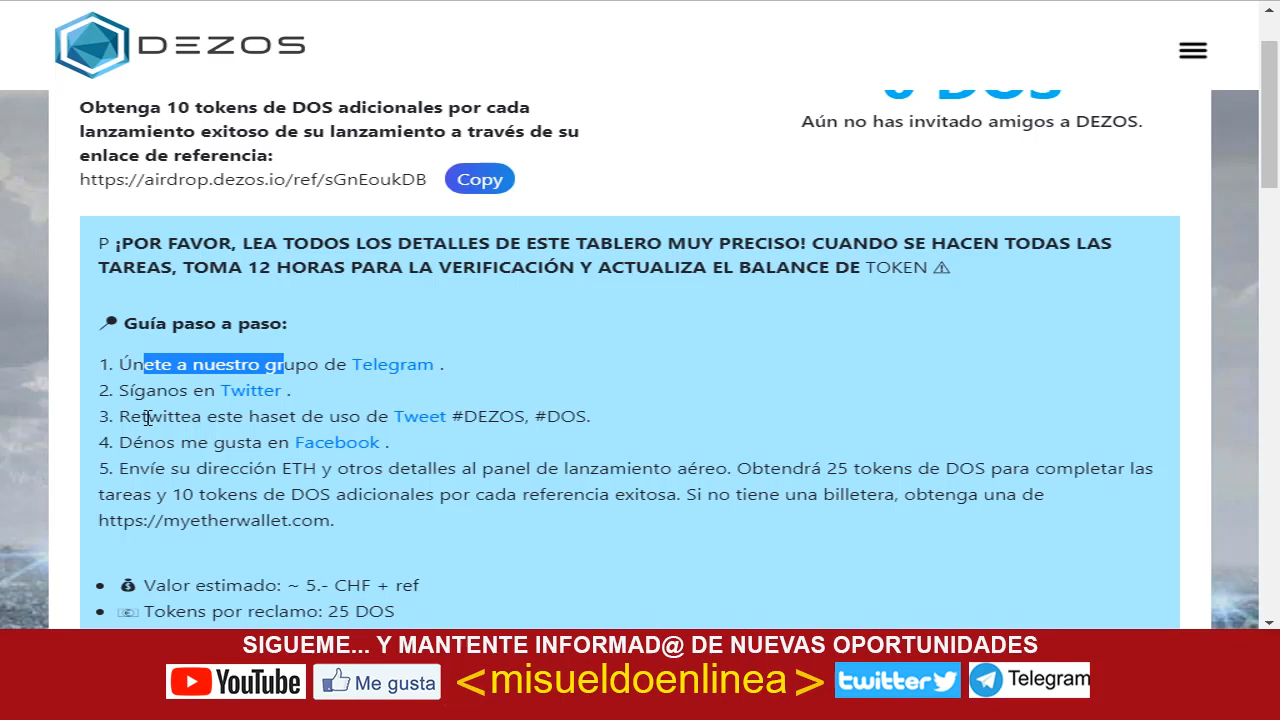 DEZOS
Obtenga 10 tokens de DOS adicionales por cada
lanzamiento exitoso de su lanzamiento a través de su
enlace de referencia:
https://airdrop.dezos.io/ref/sGnEoukDB
Copy
0 DOS
Aún no has invitado amigos a DEZOS.
P ¡POR FAVOR, LEA TODOS LOS DETALLES DE ESTE TABLERO MUY PRECISO! CUANDO SE HACEN TODAS LAS
TAREAS, TOMA 12 HORAS PARA LA VERIFICACIÓN Y ACTUALIZA EL BALANCE DE TOKEN ⚠
Guía paso a paso:
1. Únete a nuestro grupo de Telegram .
2. Síganos en Twitter .
3. Retwittea este haset de uso de Tweet #DEZOS, #DOS.
4. Dénos me gusta en Facebook .
5. Envíe su dirección ETH y otros detalles al panel de lanzamiento aéreo. Obtendrá 25 tokens de DOS para completar las
tareas y 10 tokens de DOS adicionales por cada referencia exitosa. Si no tiene una billetera, obtenga una de
https://myetherwallet.com.
• Valor estimado: ~ 5.- CHF + ref
• Tokens por reclamo: 25 DOS
SIGUEME... Y MANTENTE INFORMAD@ DE NUEVAS OPORTUNIDADES
YouTube
Me gusta
<misueldoenlinea>
twitter
Telegram